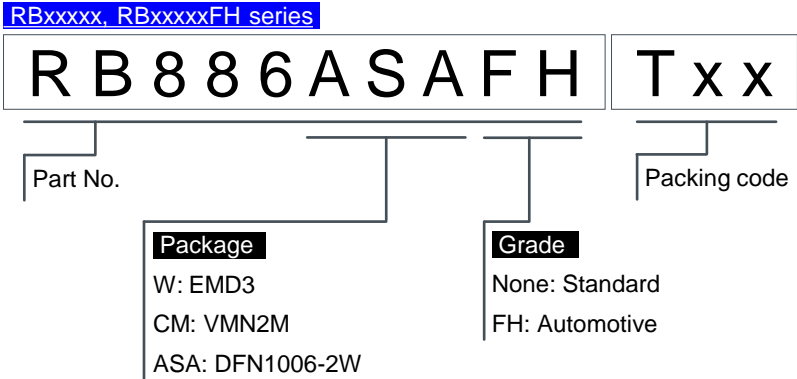 RBxxxxx, RBxxxxxFH series
RB886ASAFH Txx
Part No.
Packing code
Package
W: EMD3
CM: VMN2M
ASA: DFN1006-2W
Grade
None: Standard
FH: Automotive